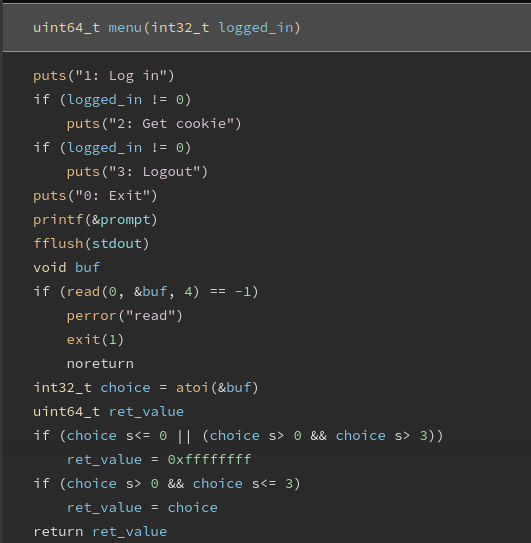 uint64_t menu(int32_t logged_in)
puts("1: Log in")
if (logged_in != 0)
    puts("2: Get cookie")
if (logged_in != 0)
    puts("3: Logout")
puts("0: Exit")
printf(&prompt)
fflush(stdout)
void buf
if (read(0, &buf, 4) == -1)
    perror("read")
    exit(1)
    noreturn
int32_t choice = atoi(&buf)
uint64_t ret_value
if (choice s<= 0 || (choice s> 0 && choice s> 3))
    ret_value = 0xffffffff
if (choice s> 0 && choice s<= 3)
    ret_value = choice
return ret_value